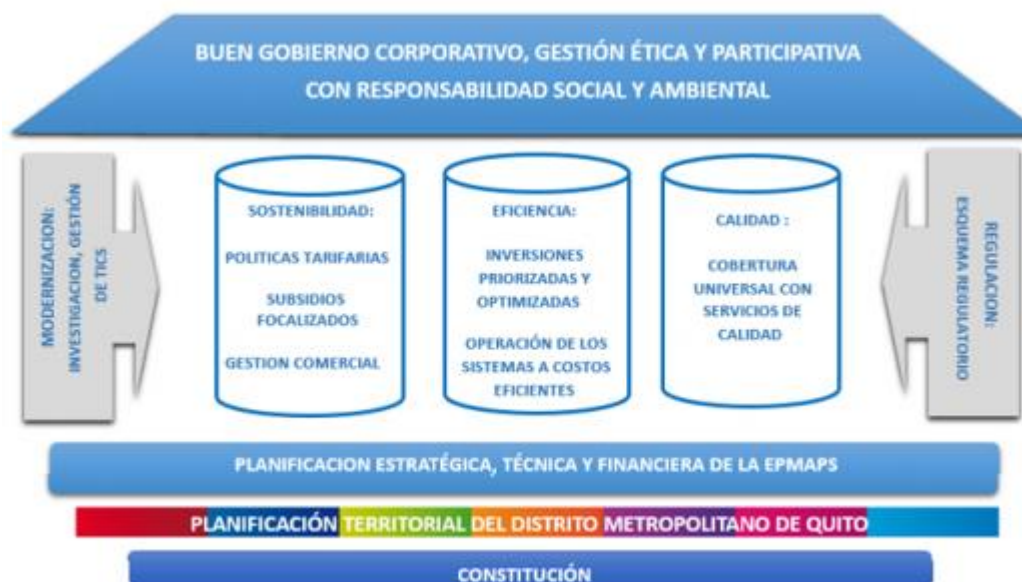 BUEN GOBIERNO CORPORATIVO, GESTIÓN ÉTICA Y PARTICIPATIVA
CON RESPONSABILIDAD SOCIAL Y AMBIENTAL
MODERNIZACION:
INVESTIGACION, GESTIÓN
DE TICS
SOSTENIBILIDAD:
POLITICAS TARIFARIAS
SUBSIDIOS
FOCALIZADOS
GESTION COMERCIAL
EFICIENCIA:
INVERSIONES
PRIORIZADAS Y
OPTIMIZADAS
OPERACIÓN DE LOS
SISTEMAS A COSTOS
EFICIENTES
CALIDAD :
COBERTURA
UNIVERSAL CON
SERVICIOS DE
CALIDAD
REGULACION:
ESQUEMA REGULATORIO
PLANIFICACION ESTRATÉGICA, TÉCNICA Y FINANCIERA DE LA EPMAPS
PLANIFICACIÓN TERRITORIAL DEL DISTRITO METROPOLITANO DE QUITO
CONSTITUCIÓN